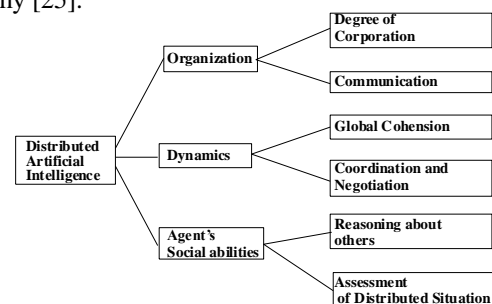 ny [25].
Degree of
Corporation
Organization
Communication
Global Cohension
Distributed
Artificial
Intelligence
Dynamics
Coordination and
Negotiation
Agent's
Social abilities
Reasoning about
others
Assessment
of Distributed Situation